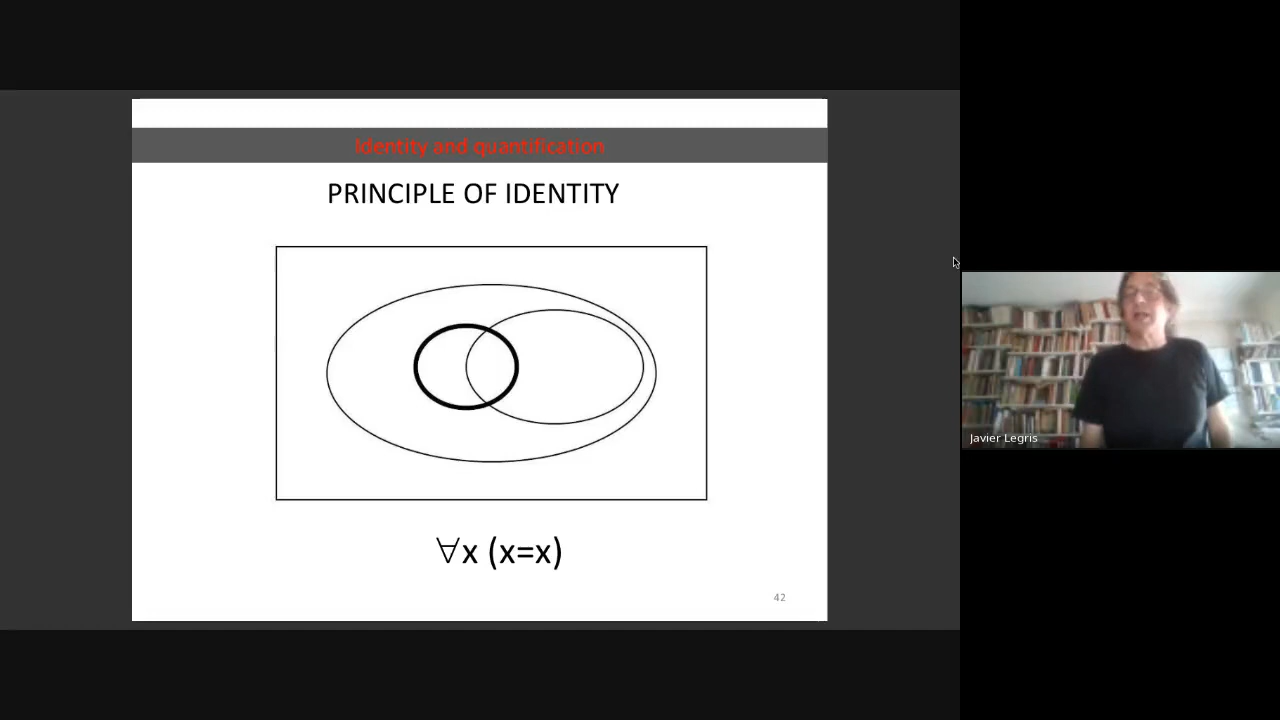 Identity and quantification
PRINCIPLE OF IDENTITY
∀x (x=x)
42
Javier Legris